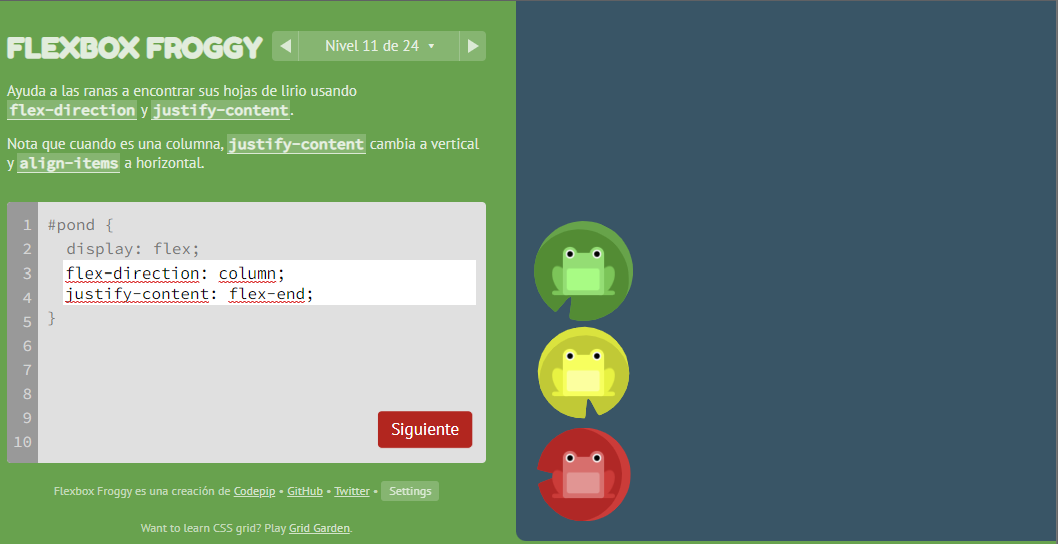 FLEXBOX FROGGY
◀ Nivel 11 de 24 ▾ ▶
Ayuda a las ranas a encontrar sus hojas de lirio usando
flex-direction y justify-content.
Nota que cuando es una columna, justify-content cambia a vertical
y align-items a horizontal.
1 #pond {
2 display: flex;
3 flex-direction: column;
4 justify-content: flex-end;
5 }
6
7
8
9
10
Siguiente
Flexbox Froggy es una creación de Codepip • GitHub • Twitter • Settings
Want to learn CSS grid? Play Grid Garden.